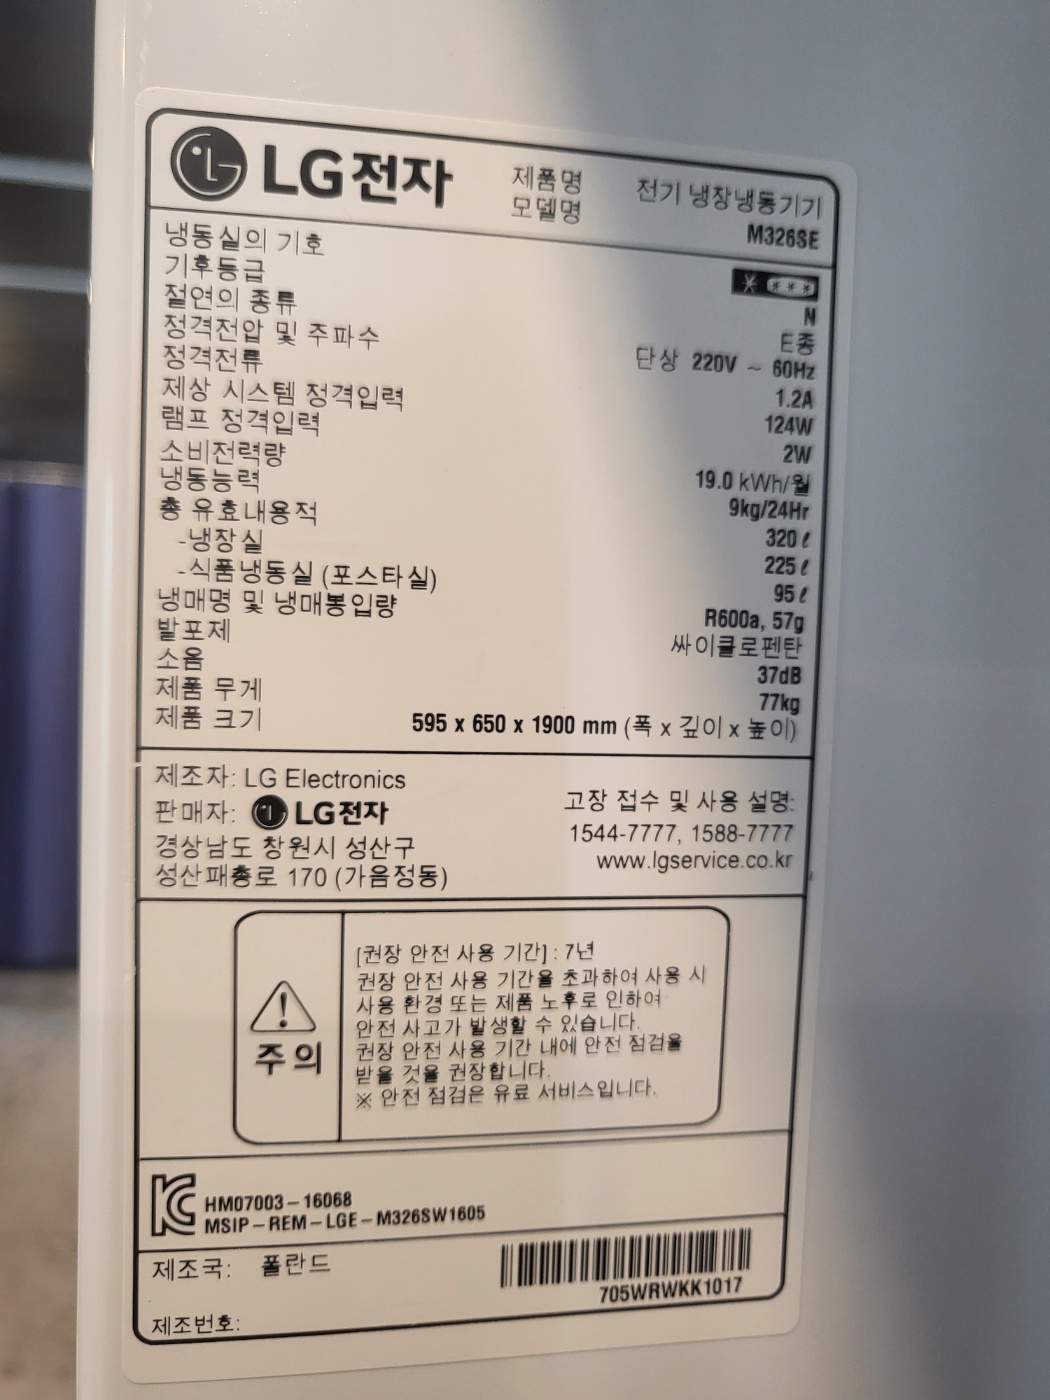 LG전자
제품명 전기 냉장냉동기기
모델명 M326SE
냉동실의 기호
기후등급 N
절연의 종류 E종
정격전압 및 주파수 단상 220V ~ 60Hz
정격전류 1.2A
제상 시스템 정격입력 124W
램프 정격입력 2W
소비전력량 19.0 kWh/월
냉동능력 9kg/24Hr
총 유효내용적 320 ℓ
-냉장실 225 ℓ
-식품냉동실 (포스타실) 95 ℓ
냉매명 및 냉매봉입량 R600a, 57g
발포제 싸이클로펜탄
소음 37dB
제품 무게 77kg
제품 크기 595 x 650 x 1900 mm (폭 x 깊이 x 높이)
제조자: LG Electronics
판매자: LG전자
경상남도 창원시 성산구
성산패총로 170 (가음정동)
고장 접수 및 사용 설명:
1544-7777, 1588-7777
www.lgservice.co.kr
주의
[권장 안전 사용 기간] : 7년
권장 안전 사용 기간을 초과하여 사용 시
사용 환경 또는 제품 노후로 인하여
안전 사고가 발생할 수 있습니다.
권장 안전 사용 기간 내에 안전 점검을
받을 것을 권장합니다.
※ 안전 점검은 유료 서비스입니다.
HM07003-16068
MSIP-REM-LGE-M326SW1605
제조국: 폴란드
705WRWKK1017
제조번호: